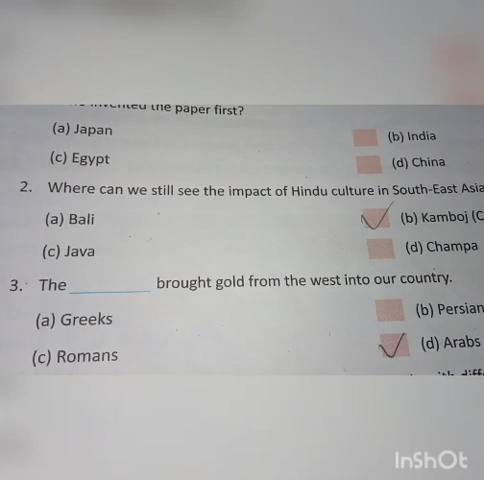 invented the paper first?
(a) Japan (b) India
(c) Egypt (d) China
2. Where can we still see the impact of Hindu culture in South-East Asia
(a) Bali (b) Kamboj (C
(c) Java (d) Champa
3. The ________ brought gold from the west into our country.
(a) Greeks (b) Persian
(c) Romans (d) Arabs
InShOt